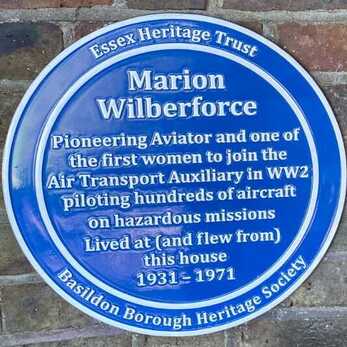 Essex Heritage Trust
Marion
Wilberforce
Pioneering Aviator and one of
the first women to join the
Air Transport Auxiliary in WW2
piloting hundreds of aircraft
on hazardous missions
Lived at (and flew from)
this house
1931 - 1971
Basildon Borough Heritage Society